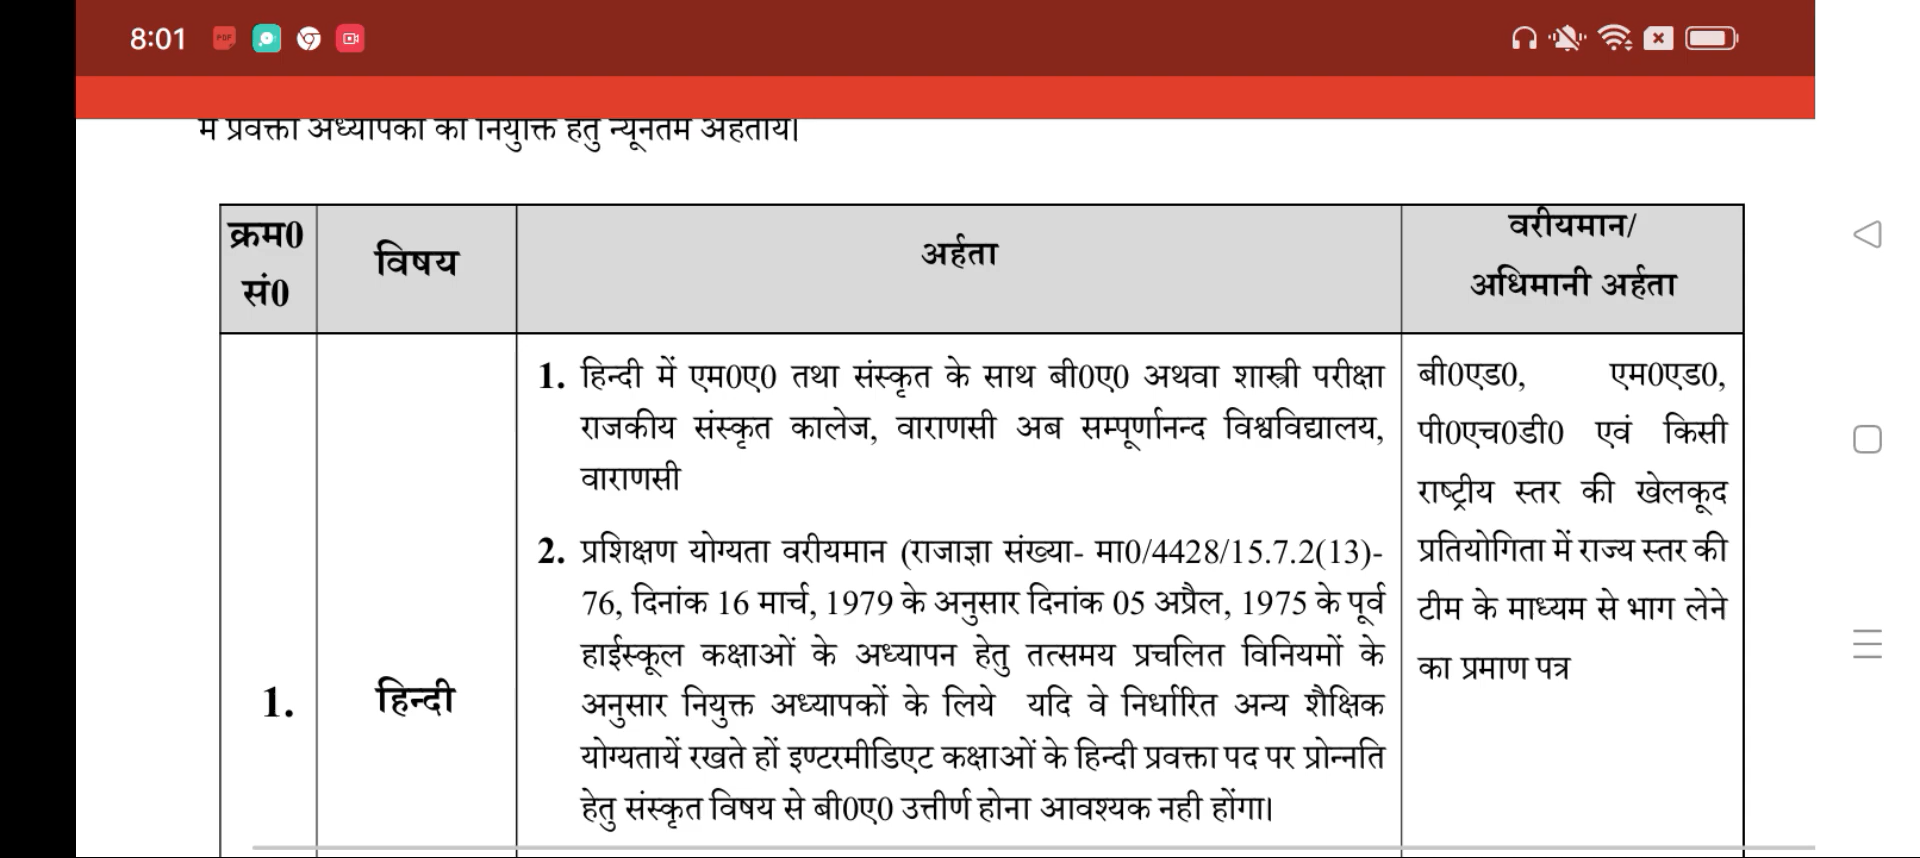 8:01
PDF
में प्रवक्ता अध्यापकों की नियुक्ति हेतु न्यूनतम अर्हतायें।
क्रम0 सं0
विषय
अर्हता
वरीयमान/
अधिमानी अर्हता
1.
हिन्दी
1. हिन्दी में एम0ए0 तथा संस्कृत के साथ बी0ए0 अथवा शास्त्री परीक्षा
राजकीय संस्कृत कालेज, वाराणसी अब सम्पूर्णानन्द विश्वविद्यालय,
वाराणसी
2. प्रशिक्षण योग्यता वरीयमान (राजाज्ञा संख्या- मा0/4428/15.7.2(13)-
76, दिनांक 16 मार्च, 1979 के अनुसार दिनांक 05 अप्रैल, 1975 के पूर्व
हाईस्कूल कक्षाओं के अध्यापन हेतु तत्समय प्रचलित विनियमों के
अनुसार नियुक्त अध्यापकों के लिये यदि वे निर्धारित अन्य शैक्षिक
योग्यतायें रखते हों इण्टरमीडिएट कक्षाओं के हिन्दी प्रवक्ता पद पर प्रोन्नति
हेतु संस्कृत विषय से बी0ए0 उत्तीर्ण होना आवश्यक नही होंगा।
बी0एड0, एम0एड0,
पी0एच0डी0 एवं किसी
राष्ट्रीय स्तर की खेलकूद
प्रतियोगिता में राज्य स्तर की
टीम के माध्यम से भाग लेने
का प्रमाण पत्र